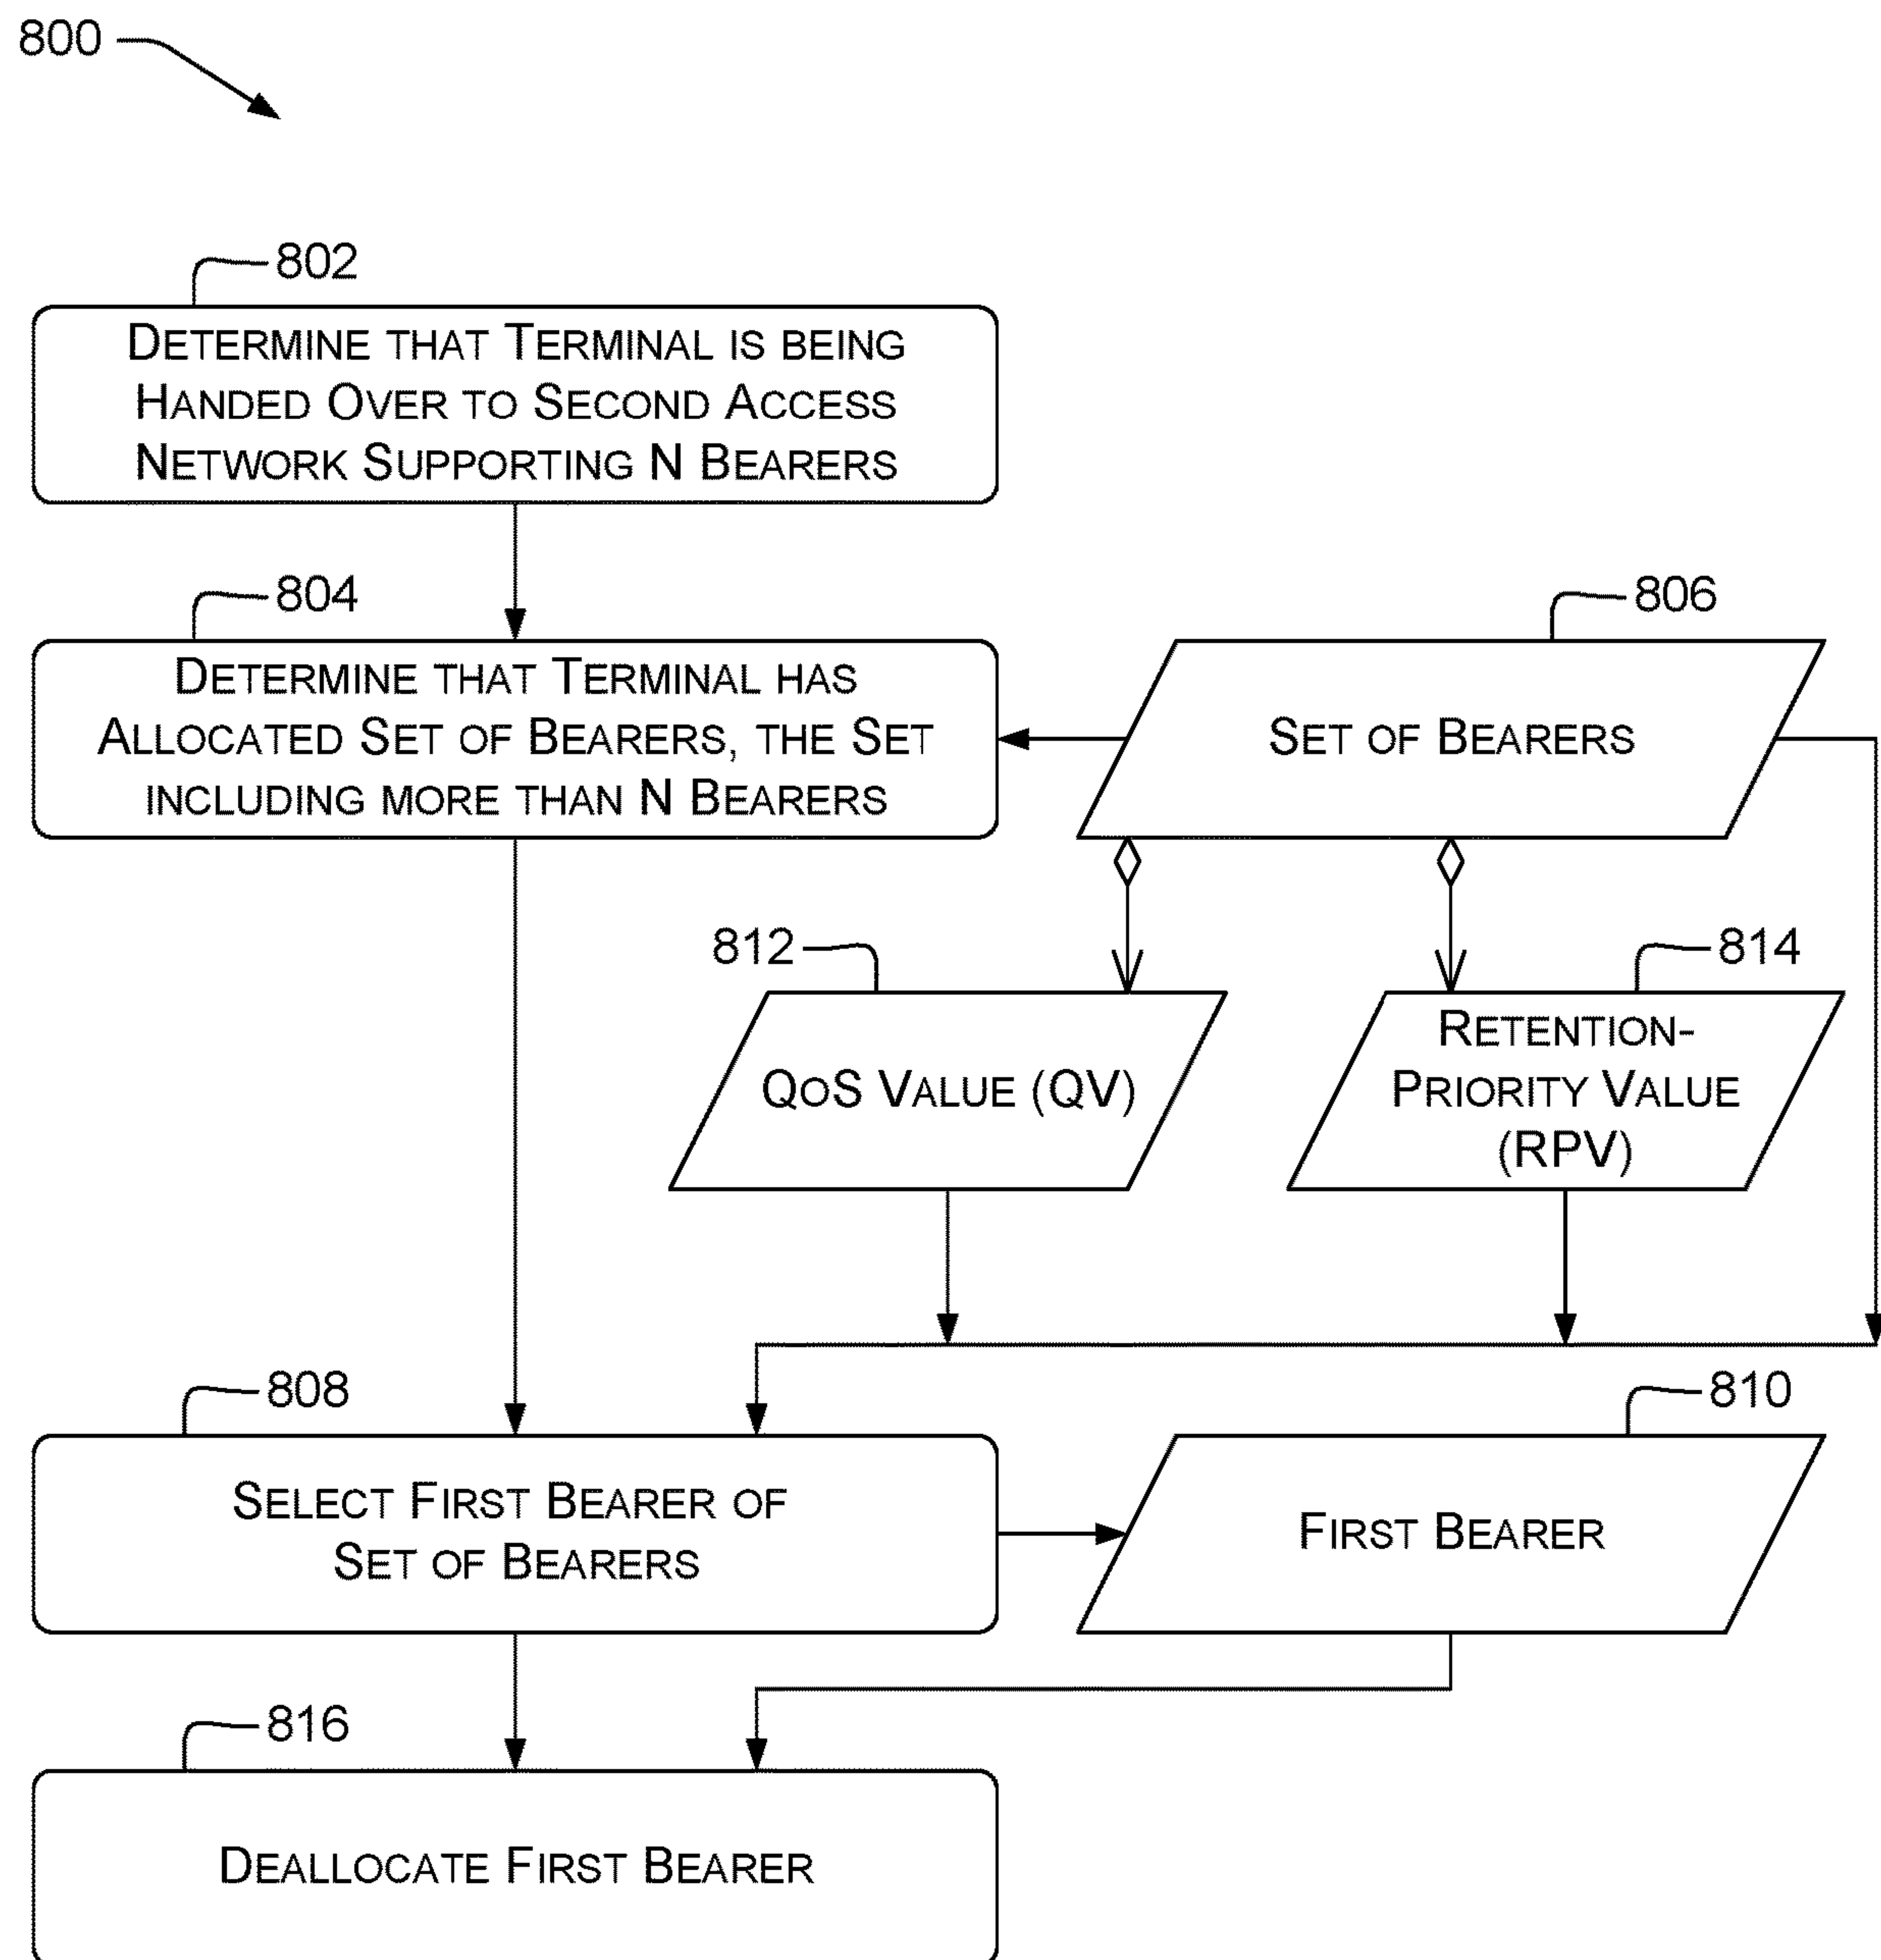 800
802
DETERMINE THAT TERMINAL IS BEING
HANDED OVER TO SECOND ACCESS
NETWORK SUPPORTING N BEARERS
804
DETERMINE THAT TERMINAL HAS
ALLOCATED SET OF BEARERS, THE SET
INCLUDING MORE THAN N BEARERS
806
SET OF BEARERS
812
QOS VALUE (QV)
814
RETENTION-
PRIORITY VALUE
(RPV)
808
SELECT FIRST BEARER OF
SET OF BEARERS
810
FIRST BEARER
816
DEALLOCATE FIRST BEARER